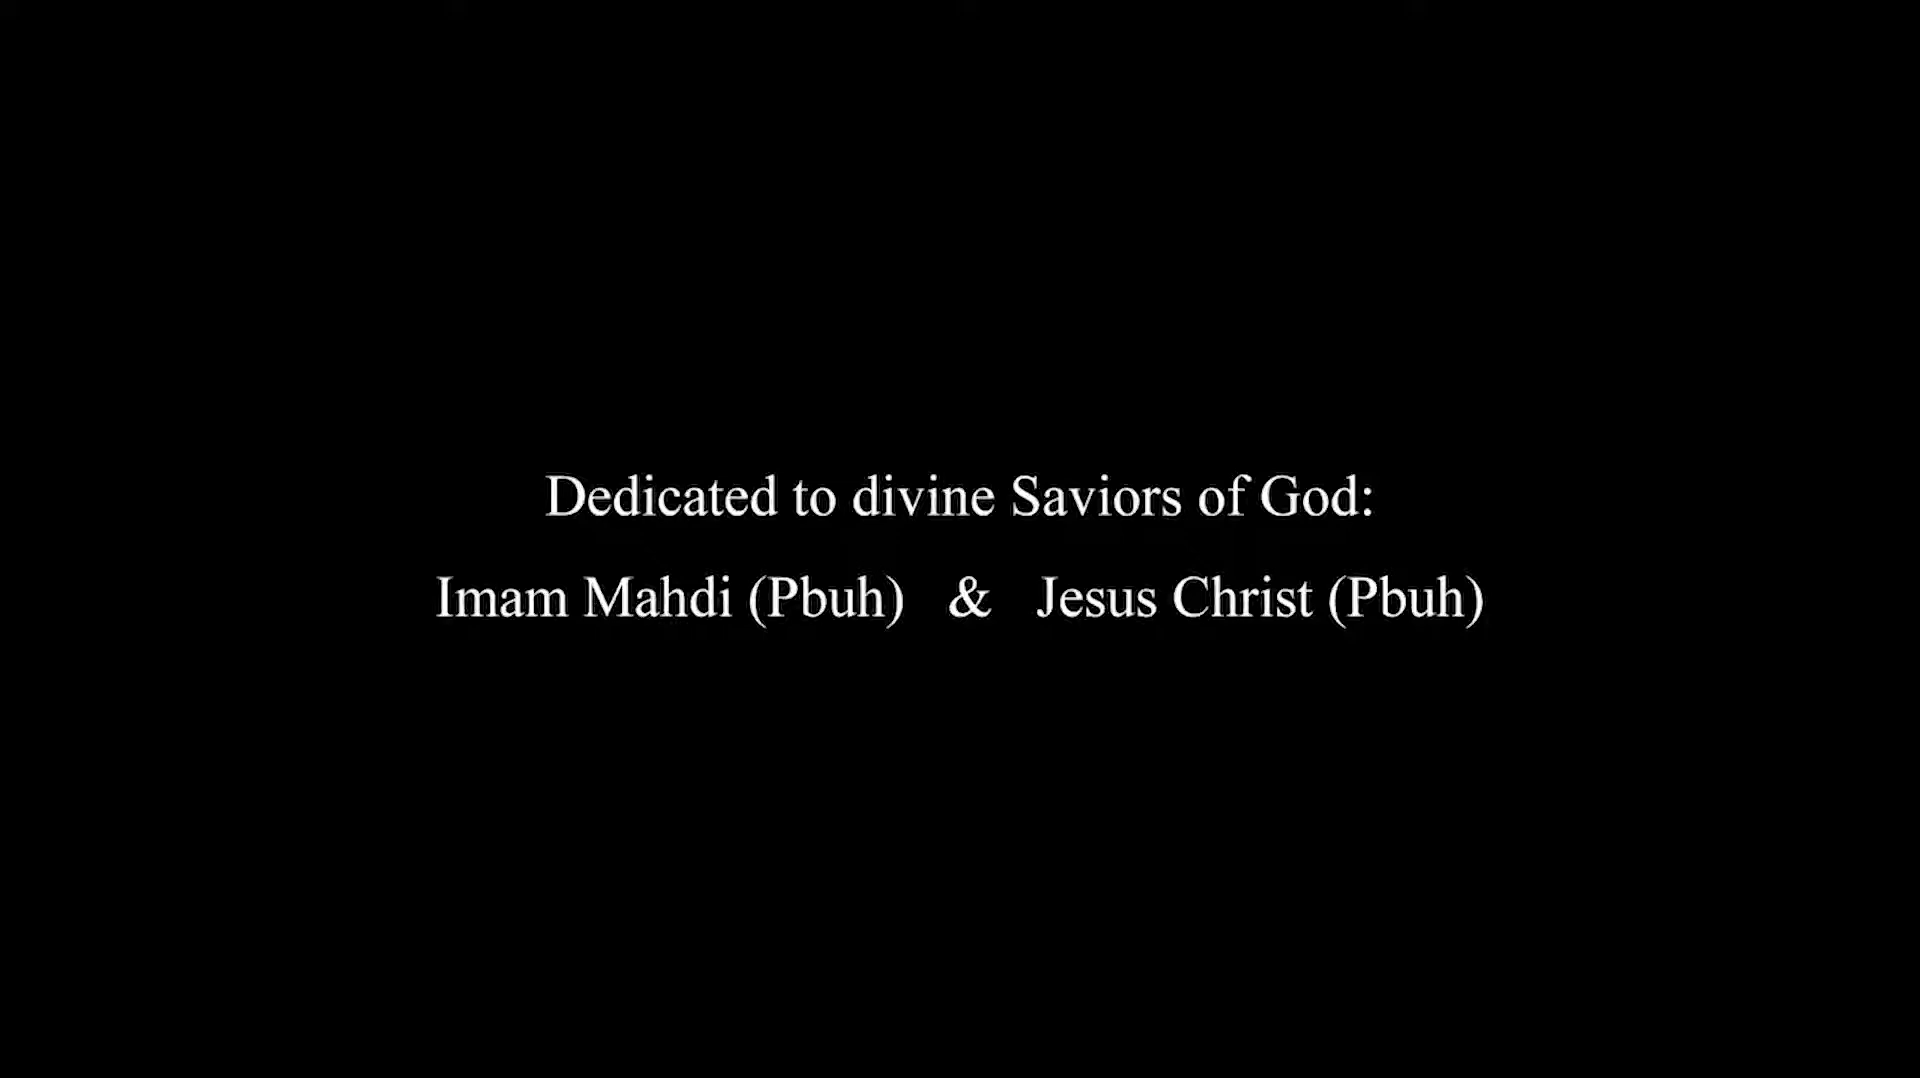 Dedicated to divine Saviors of God:
Imam Mahdi (Pbuh) & Jesus Christ (Pbuh)